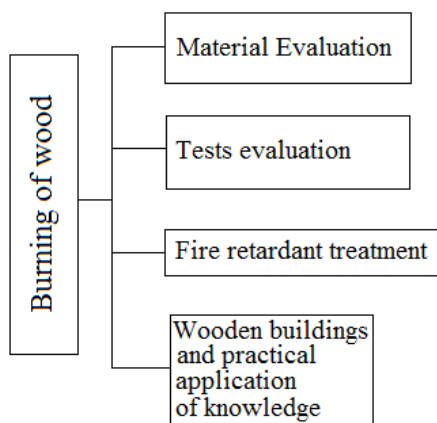 Burning of wood
Material Evaluation
Tests evaluation
Fire retardant treatment
Wooden buildings
and practical
application
of knowledge